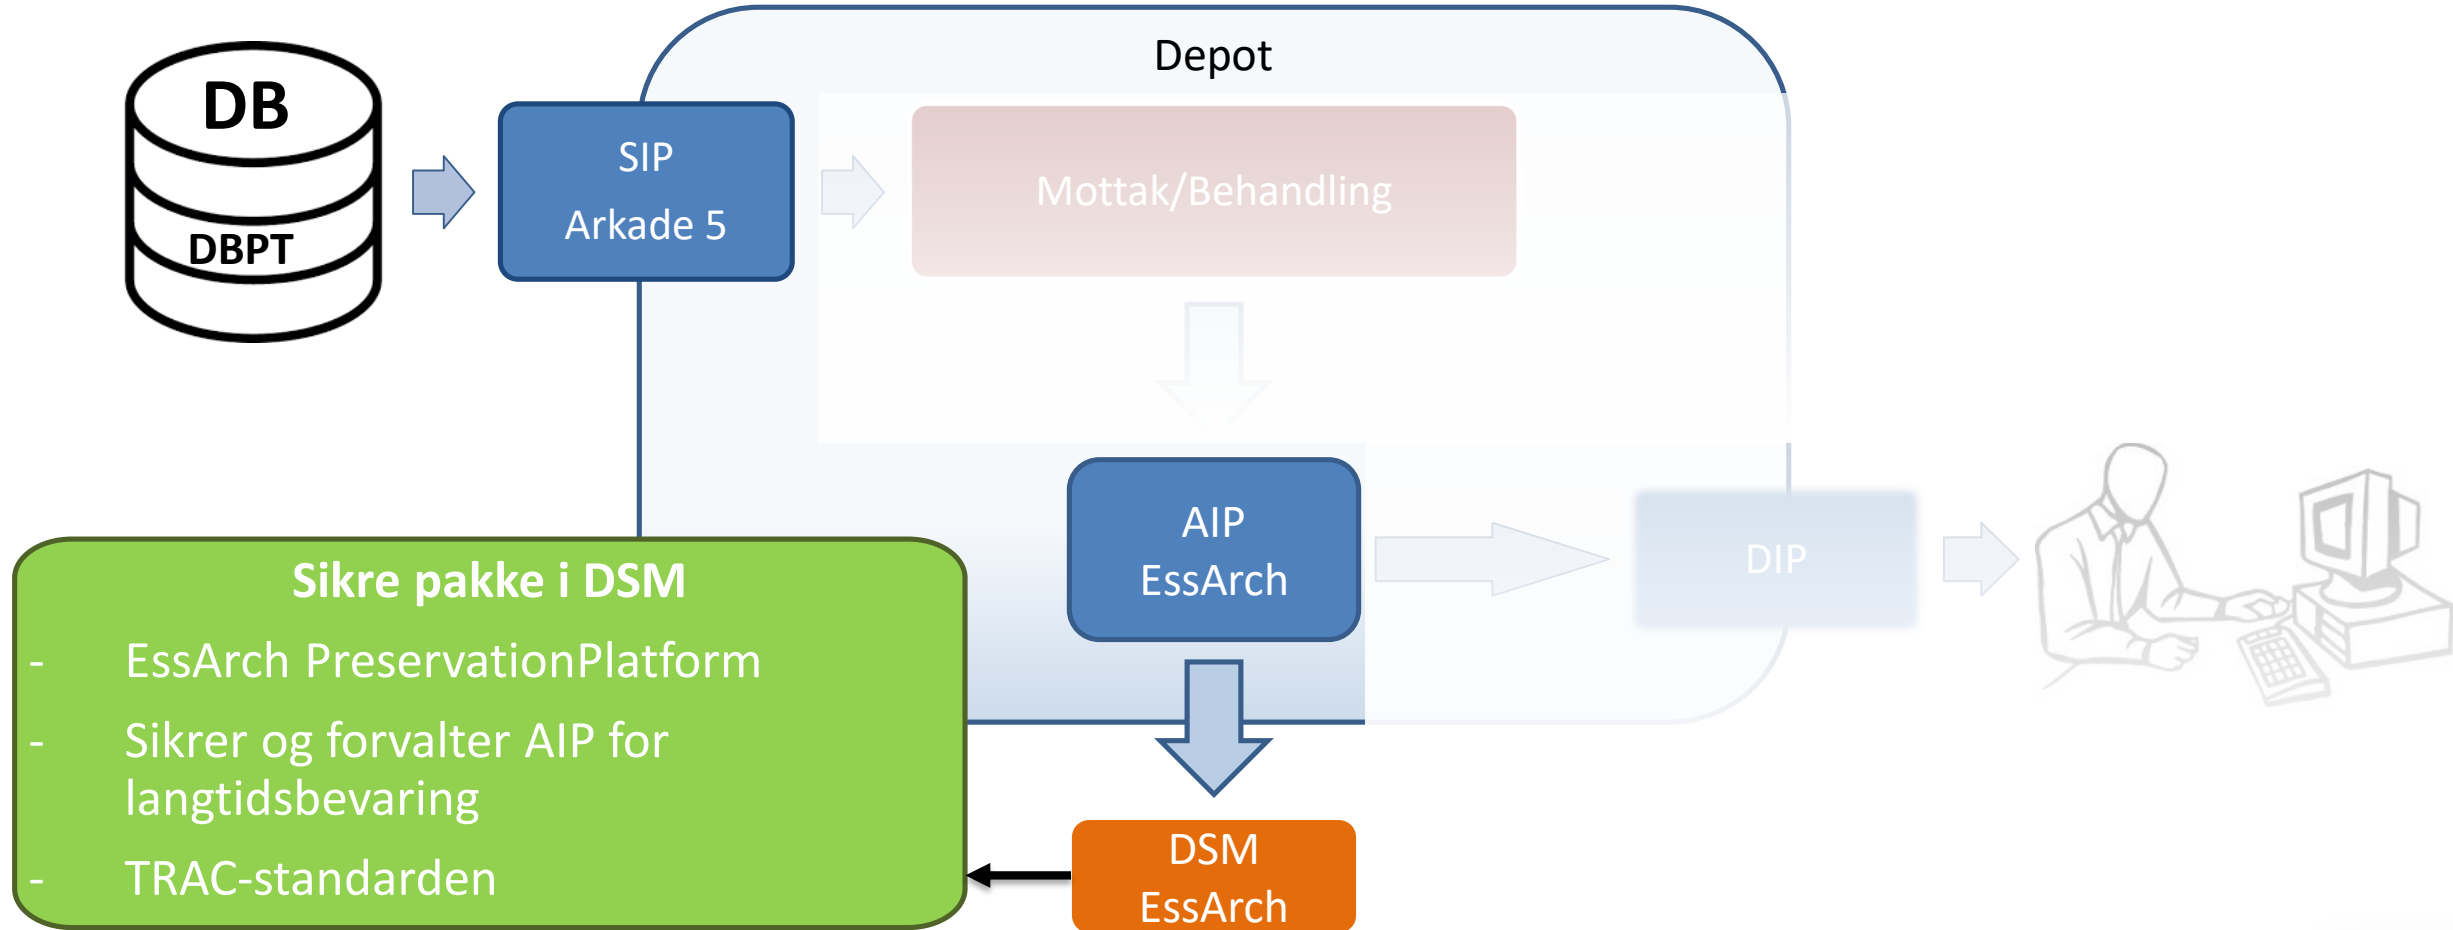 Depot
DB
DBPT
SIP
Arkade 5
Mottak/Behandling
AIP
EssArch
DIP
Sikre pakke i DSM
- EssArch PreservationPlatform
- Sikrer og forvalter AIP for
langtidsbevaring
- TRAC-standarden
DSM
EssArch